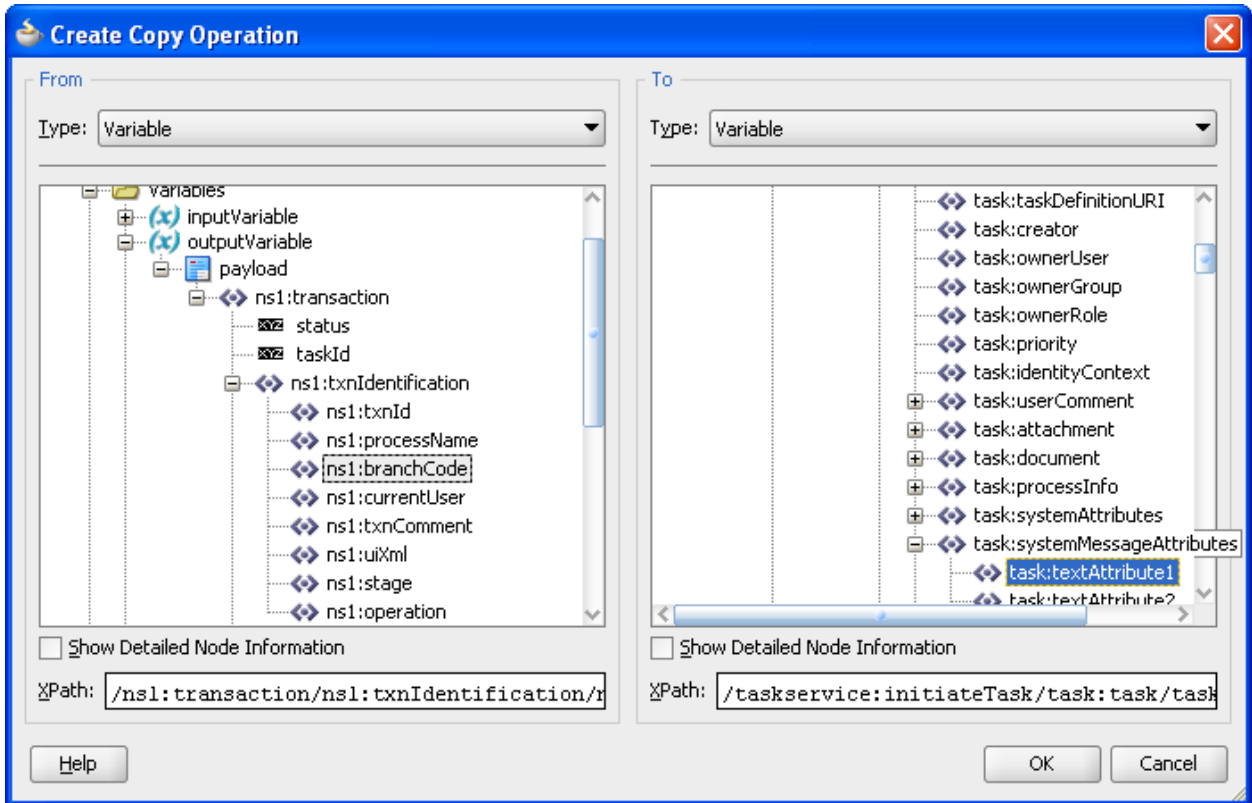 Create Copy Operation
From
Type: Variable
Variables
inputVariable
outputVariable
payload
ns1:transaction
XYZ status
XYZ taskId
ns1:txnIdentification
ns1:txnId
ns1:processName
ns1:branchCode
ns1:currentUser
ns1:txnComment
ns1:uiXml
ns1:stage
ns1:operation
Show Detailed Node Information
XPath: /ns1:transaction/ns1:txnIdentification/
To
Type: Variable
task:taskDefinitionURI
task:creator
task:ownerUser
task:ownerGroup
task:ownerRole
task:priority
task:identityContext
task:userComment
task:attachment
task:document
task:processInfo
task:systemAttributes
task:systemMessageAttributes
task:textAttribute1
task:textAttribute2
Show Detailed Node Information
XPath: /taskservice:initiateTask/task:task/task
Help
OK
Cancel